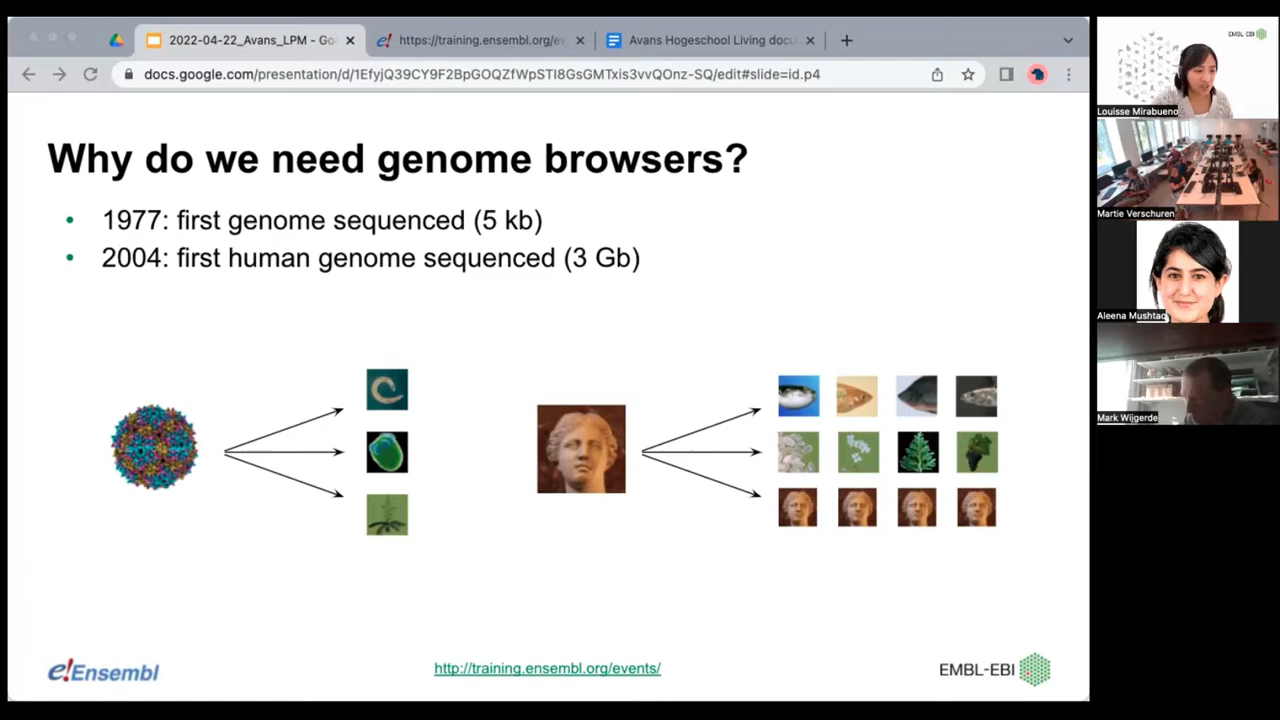 2022-04-22_Avans_LPM - Go
https://training.ensembl.org/ev
Avans Hogeschool Living docu
docs.google.com/presentation/d/1EfyjQ39CY9F2BpGOQZfWpSTI8GsGMTxis3vvQOnz-SQ/edit#slide=id.p4
Why do we need genome browsers?
• 1977: first genome sequenced (5 kb)
• 2004: first human genome sequenced (3 Gb)
e!Ensembl
http://training.ensembl.org/events/
EMBL-EBI
EMBL-EBI
Louisse Mirabueno
Martie Verschuren
Aleena Mushtaq
Mark Wijgerde